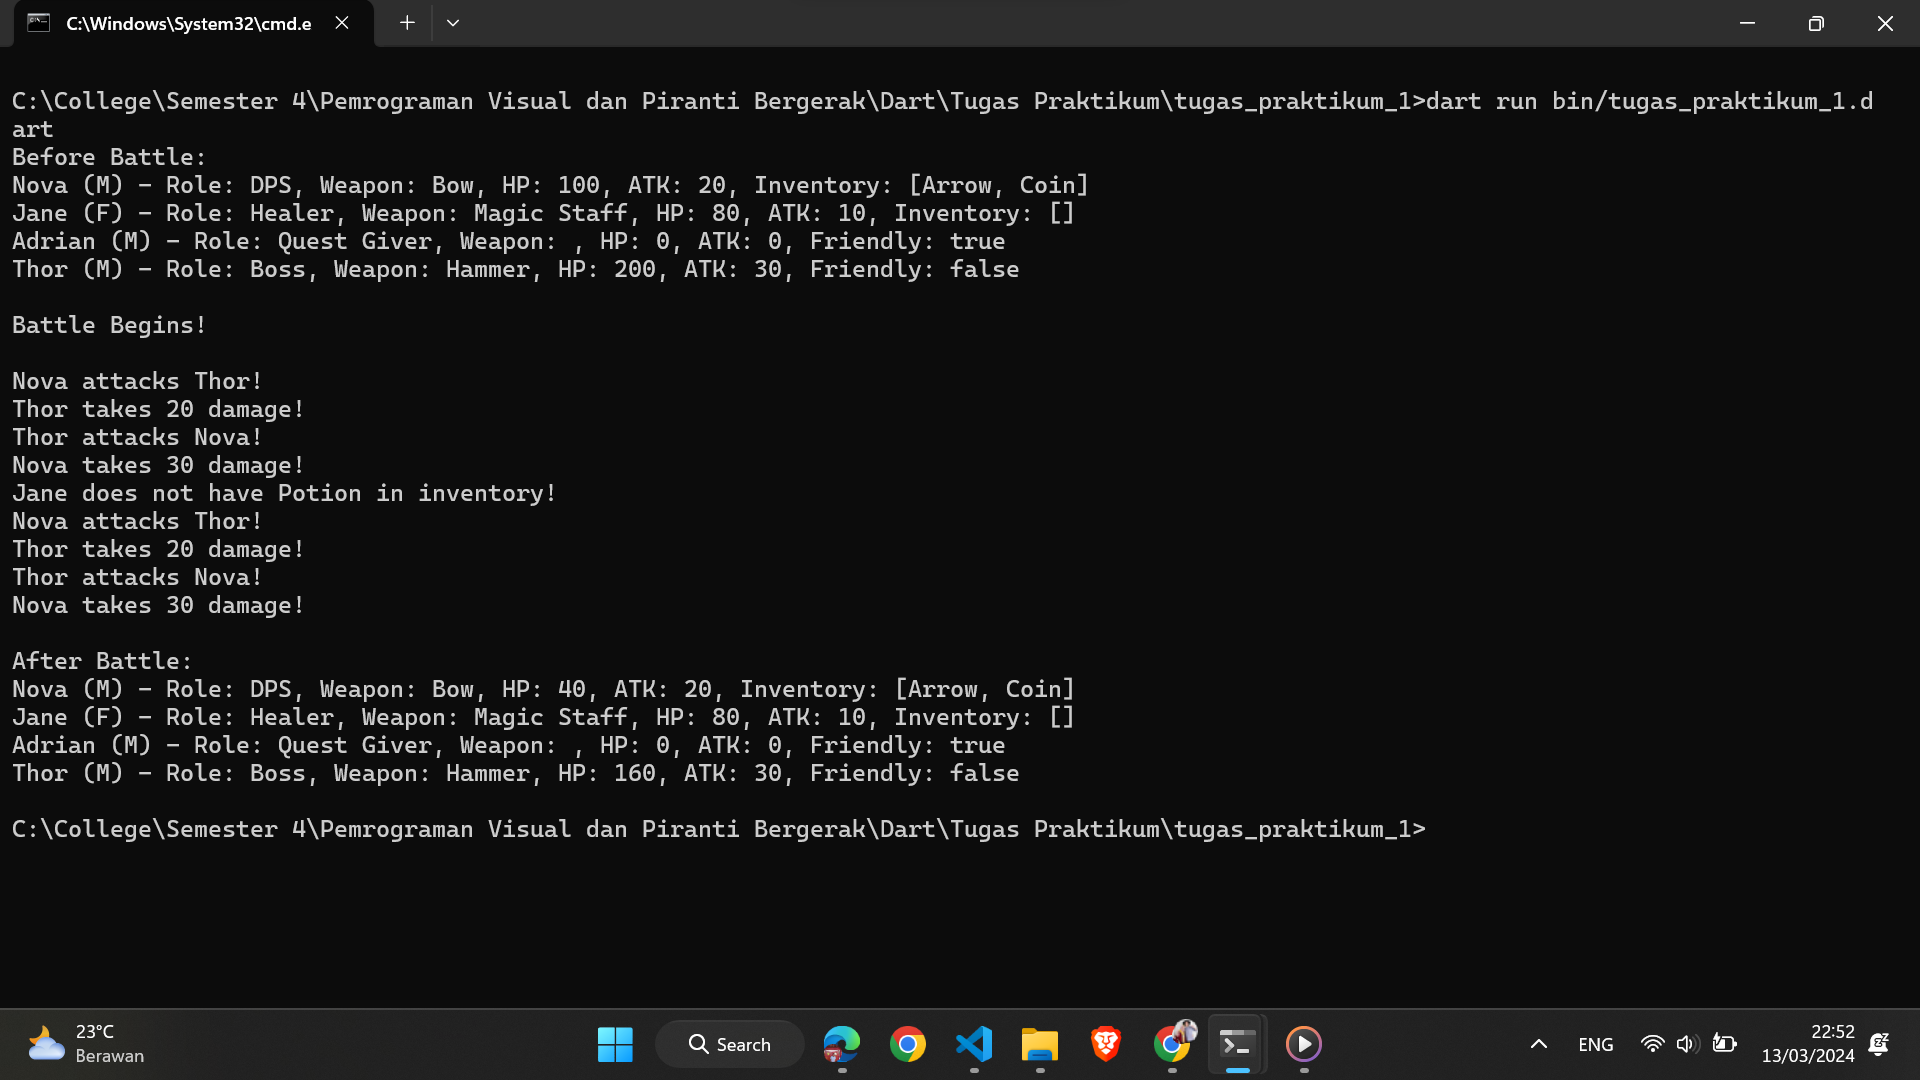 C:\Windows\System32\cmd.e
C:\College\Semester 4\Pemrograman Visual dan Piranti Bergerak\Dart\Tugas Praktikum\tugas_praktikum_1>dart run bin/tugas_praktikum_1.d
art
Before Battle:
Nova (M) - Role: DPS, Weapon: Bow, HP: 100, ATK: 20, Inventory: [Arrow, Coin]
Jane (F) - Role: Healer, Weapon: Magic Staff, HP: 80, ATK: 10, Inventory: []
Adrian (M) - Role: Quest Giver, Weapon: , HP: 0, ATK: 0, Friendly: true
Thor (M) - Role: Boss, Weapon: Hammer, HP: 200, ATK: 30, Friendly: false
Battle Begins!
Nova attacks Thor!
Thor takes 20 damage!
Thor attacks Nova!
Nova takes 30 damage!
Jane does not have Potion in inventory!
Nova attacks Thor!
Thor takes 20 damage!
Thor attacks Nova!
Nova takes 30 damage!
After Battle:
Nova (M) - Role: DPS, Weapon: Bow, HP: 40, ATK: 20, Inventory: [Arrow, Coin]
Jane (F) - Role: Healer, Weapon: Magic Staff, HP: 80, ATK: 10, Inventory: []
Adrian (M) - Role: Quest Giver, Weapon: , HP: 0, ATK: 0, Friendly: true
Thor (M) - Role: Boss, Weapon: Hammer, HP: 160, ATK: 30, Friendly: false
C:\College\Semester 4\Pemrograman Visual dan Piranti Bergerak\Dart\Tugas Praktikum\tugas_praktikum_1>
23°C
Berawan
Search
ENG
22:52
13/03/2024